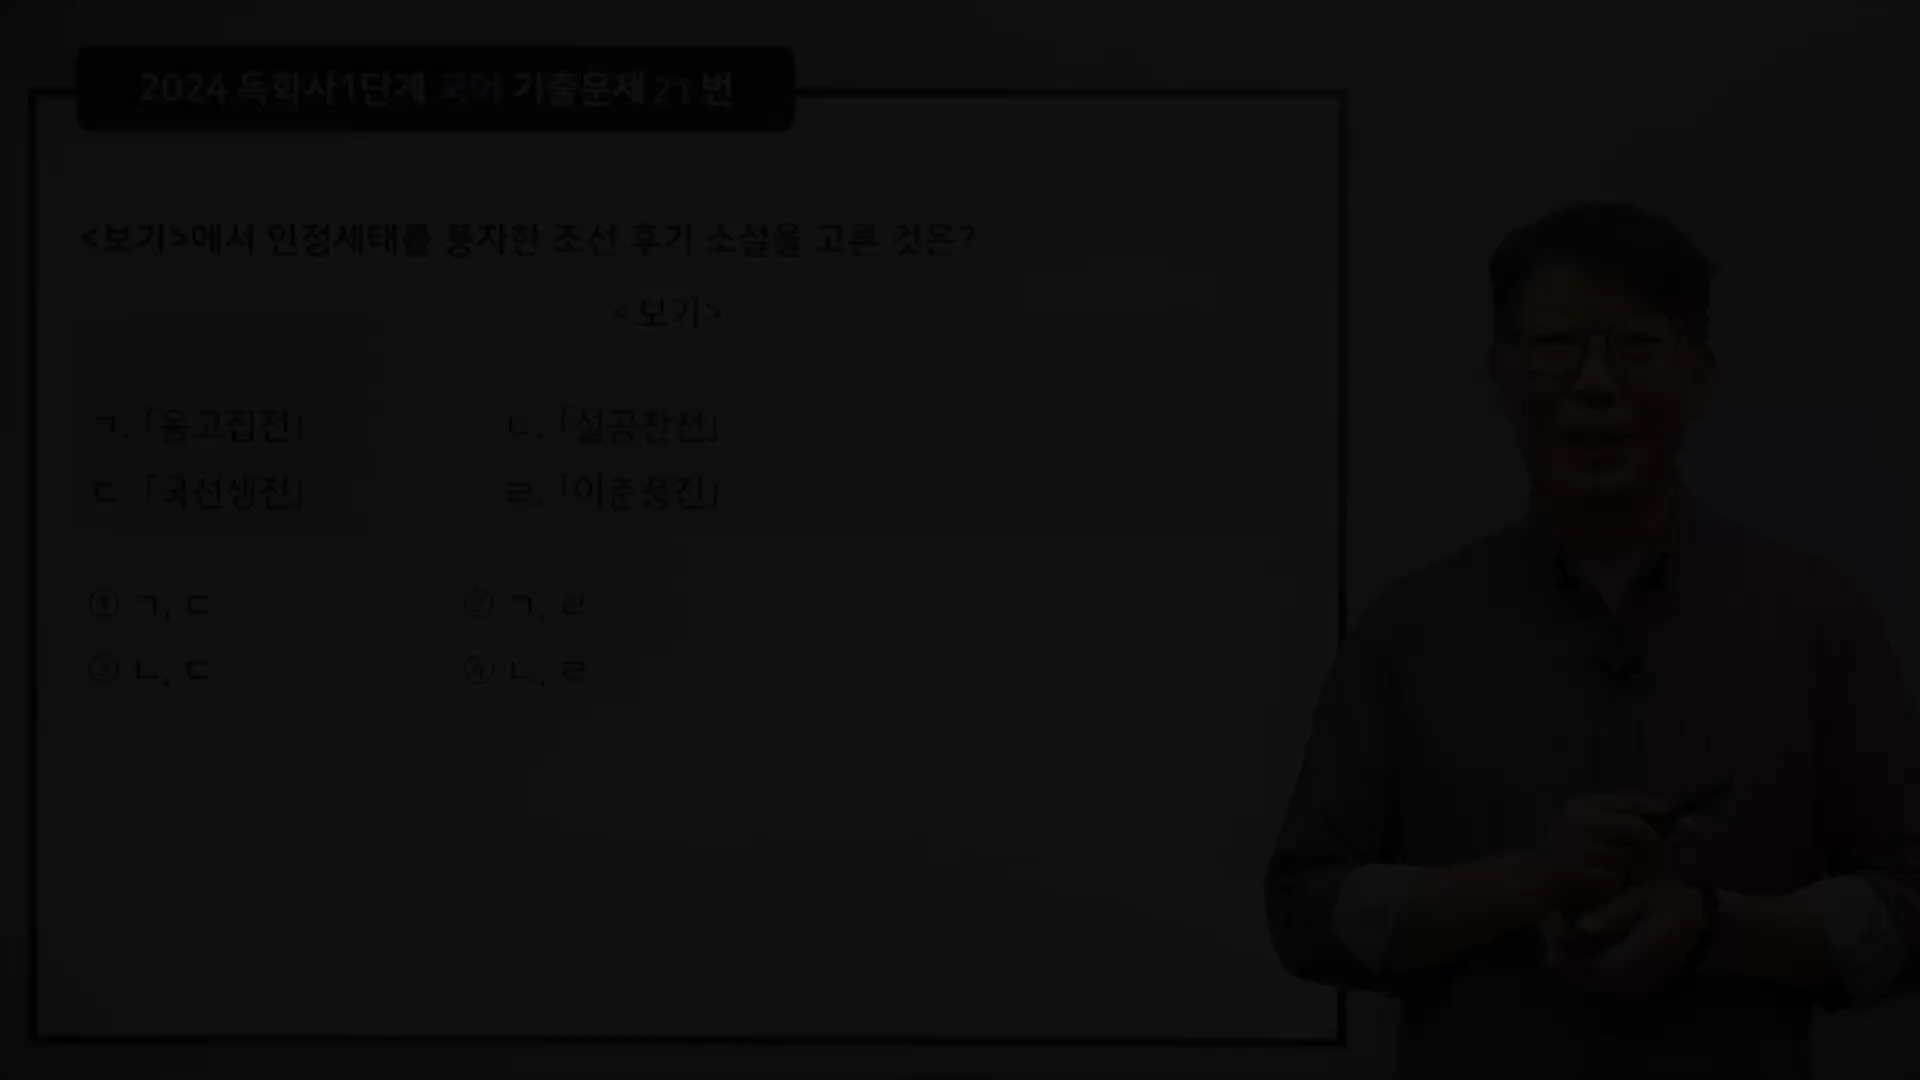 2024 독학사1단계 국어 기출문제 21 번
<보기>에서 인정세태를 풍자한 조선 후기 소설을 고른 것은?
<보기>
ㄱ. 「옹고집전」 ㄴ. 「설공찬전」
ㄷ. 「국선생전」 ㄹ. 「이춘풍전」
① ㄱ, ㄷ ② ㄱ, ㄹ
③ ㄴ, ㄷ ④ ㄴ, ㄹ